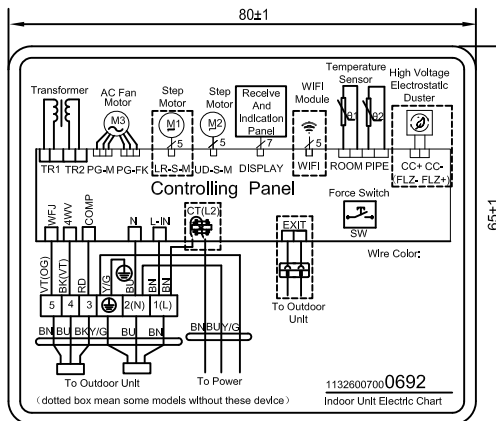 80±1
65±1
Transformer
AC Fan
Motor
Step
Motor
Step
Motor
Receive
And
Indication
Panel
WIFI
Module
Temperature
Sensor
High Voltage
Electrostatic
Duster
M3
M1
M2
θ1
θ2
5
5
7
5
TR1 TR2 PG-M PG-FK LR-S-M UD-S-M DISPLAY WIFI ROOM PIPE CC+ CC-
(FLZ- FLZ+)
Controlling Panel
Force Switch
SW
WFJ
4WV
COMP
N
L-IN
CT(L2)
EXIT
Wire Color:
VT(OG)
BK(VT)
RD
Y/G
BU
BN
BN
5 4 3 2(N) 1(L)
To Outdoor
Unit
BN BU BK Y/G BU BN
BN BU Y/G
To Outdoor Unit
To Power
1132600700 0692
(dotted box mean some models without these device)
Indoor Unit Electric Chart